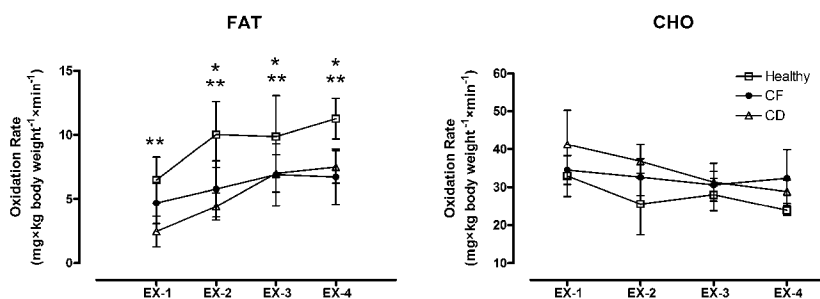 FAT
Oxidation Rate
(mg×kg body weight⁻¹×min⁻¹)
15
10
5
0
**
*
**
*
**
*
**
EX-1 EX-2 EX-3 EX-4
CHO
Oxidation Rate
(mg×kg body weight⁻¹×min⁻¹)
60
50
40
30
20
10
Healthy
CF
CD
EX-1 EX-2 EX-3 EX-4